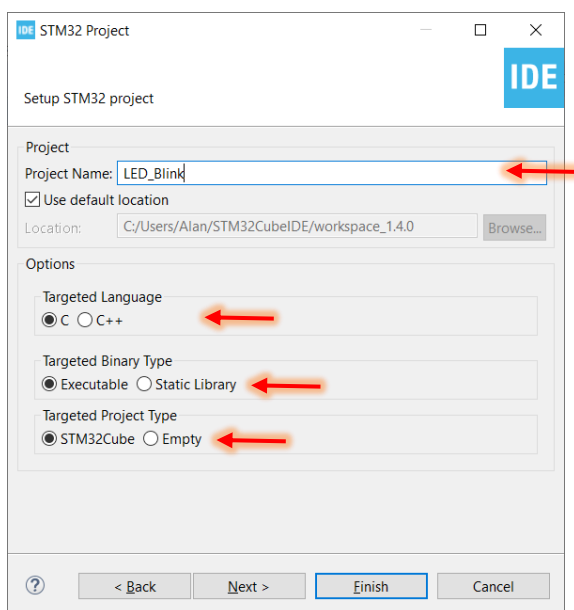 IDE STM32 Project
IDE
Setup STM32 project
Project
Project Name: LED_Blink
Use default location
Location: C:/Users/Alan/STM32CubeIDE/workspace_1.4.0 Browse...
Options
Targeted Language
C C++
Targeted Binary Type
Executable Static Library
Targeted Project Type
STM32Cube Empty
? < Back Next > Finish Cancel